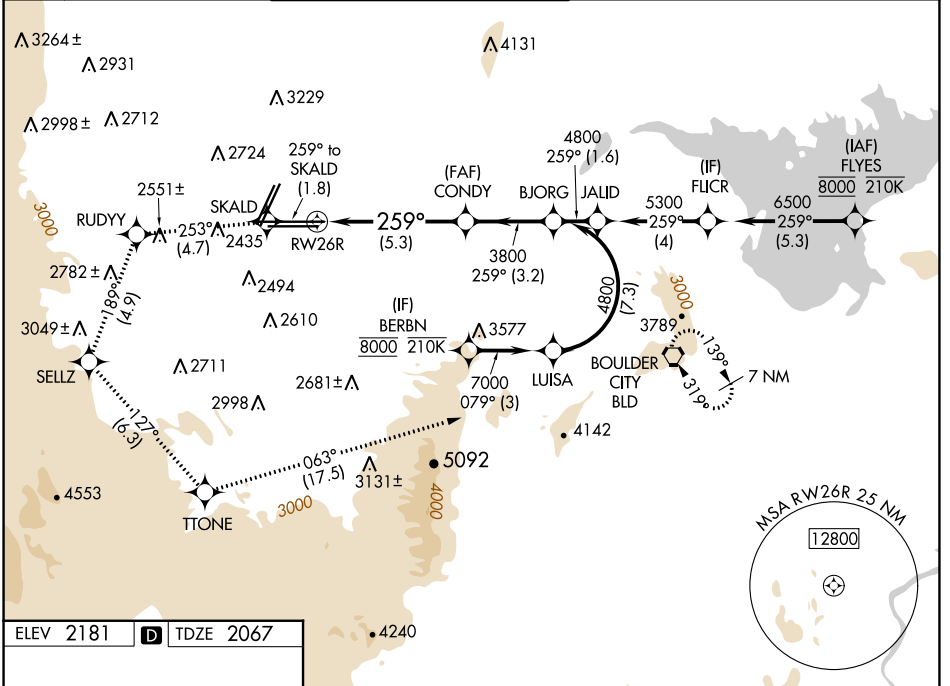 3264±
2931
4131
3229
2998±
2712
2724
259° to
SKALD
(1.8)
4800
259° (1.6)
(IAF)
FLYES
8000 210K
(IF)
FLICR
(FAF)
CONDY
BJORG
JALID
5300
259°
(4)
6500
259°
(5.3)
3000
2551±
SKALD
RUDYY
253°
(4.7)
2435
RW26R
259°
(5.3)
3800
259° (3.2)
2782±
189°
(4.9)
2494
4800
(7.3)
3000
3049±
2610
(IF)
BERBN
8000 210K
3577
3789
139°
319°
7 NM
BOULDER
CITY
BLD
SELLZ
2711
2681±
7000
079° (3)
LUISA
2998
127°
(6.3)
4142
063°
(17.5)
3131±
5092
4553
TTONE
3000
4000
MSA RW26R 25 NM
12800
ELEV 2181 D TDZE 2067
4240